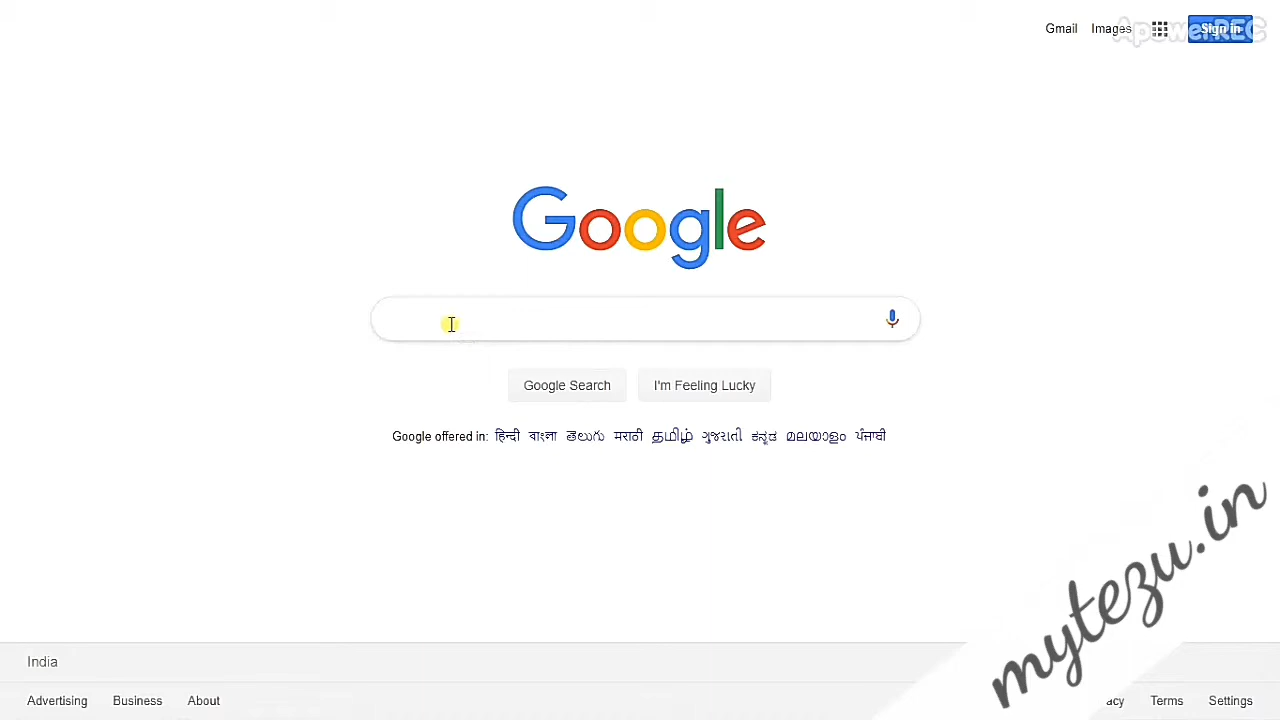 Gmail Images Sign in
ApowerREC
Google
Google Search I'm Feeling Lucky
Google offered in: हिन्दी বাংলা తెలుగు मराठी தமிழ் ગુજરાતી ಕನ್ನಡ മലയാളം ਪੰਜਾਬੀ
mytezu.in
India
Advertising Business About acy Terms Settings